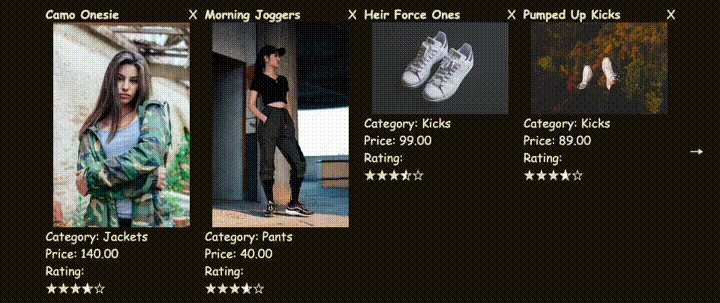 Camo Onesie X
Category: Jackets
Price: 140.00
Rating:
Morning Joggers X
Category: Pants
Price: 40.00
Rating:
Heir Force Ones X
Category: Kicks
Price: 99.00
Rating:
Pumped Up Kicks X
Category: Kicks
Price: 89.00
Rating: